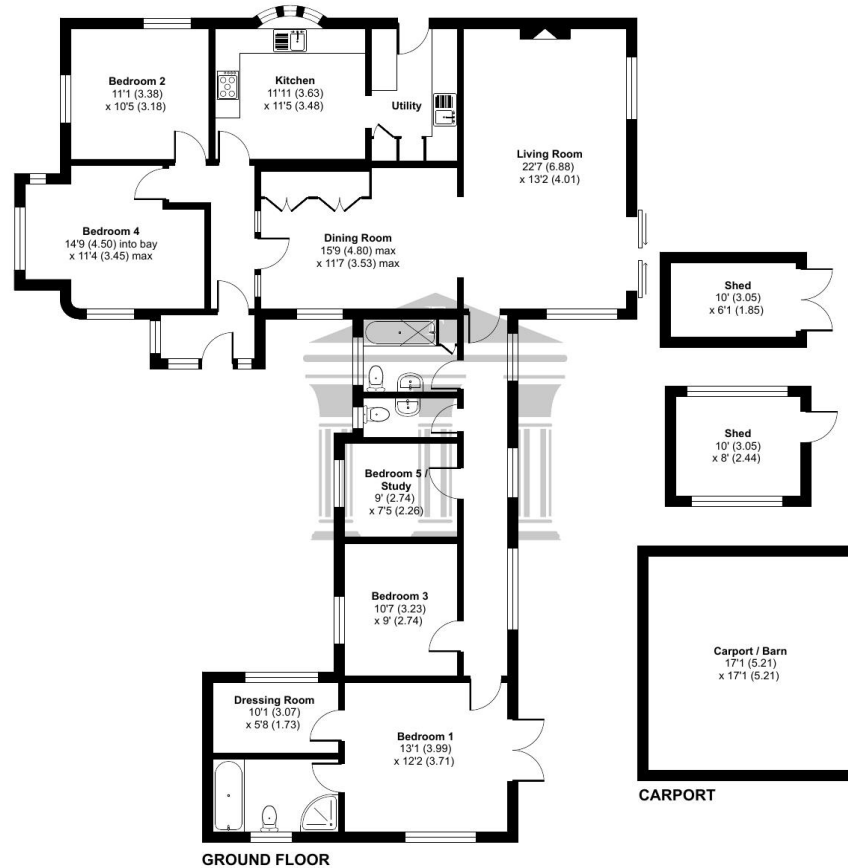 Bedroom 2
11'1 (3.38)
x 10'5 (3.18)
Kitchen
11'11 (3.63)
x 11'5 (3.48)
Utility
Living Room
22'7 (6.88)
x 13'2 (4.01)
Bedroom 4
14'9 (4.50) into bay
x 11'4 (3.45) max
Dining Room
15'9 (4.80) max
x 11'7 (3.53) max
Shed
10' (3.05)
x 6'1 (1.85)
Shed
10' (3.05)
x 8' (2.44)
Bedroom 5 /
Study
9' (2.74)
x 7'5 (2.26)
Bedroom 3
10'7 (3.23)
x 9' (2.74)
Carport / Barn
17'1 (5.21)
x 17'1 (5.21)
Dressing Room
10'1 (3.07)
x 5'8 (1.73)
Bedroom 1
13'1 (3.99)
x 12'2 (3.71)
CARPORT
GROUND FLOOR